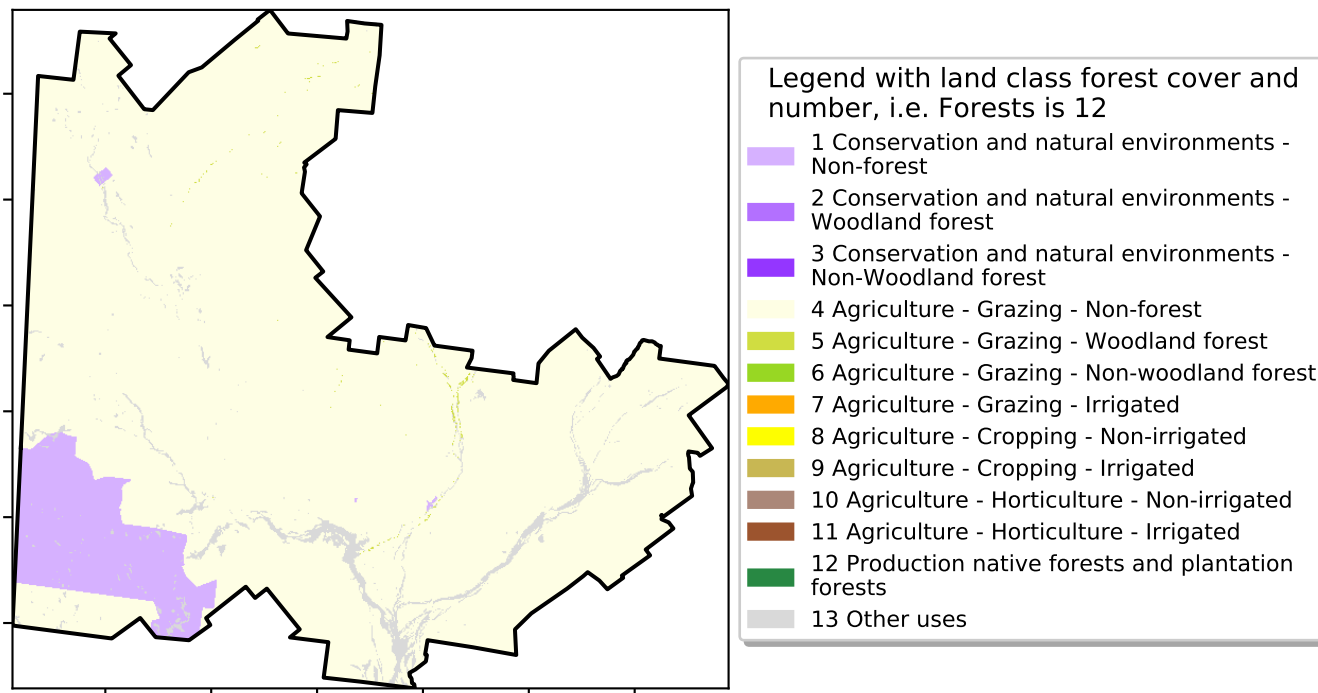 Legend with land class forest cover and
number, i.e. Forests is 12
1 Conservation and natural environments -
Non-forest
2 Conservation and natural environments -
Woodland forest
3 Conservation and natural environments -
Non-Woodland forest
4 Agriculture - Grazing - Non-forest
5 Agriculture - Grazing - Woodland forest
6 Agriculture - Grazing - Non-woodland forest
7 Agriculture - Grazing - Irrigated
8 Agriculture - Cropping - Non-irrigated
9 Agriculture - Cropping - Irrigated
10 Agriculture - Horticulture - Non-irrigated
11 Agriculture - Horticulture - Irrigated
12 Production native forests and plantation
forests
13 Other uses